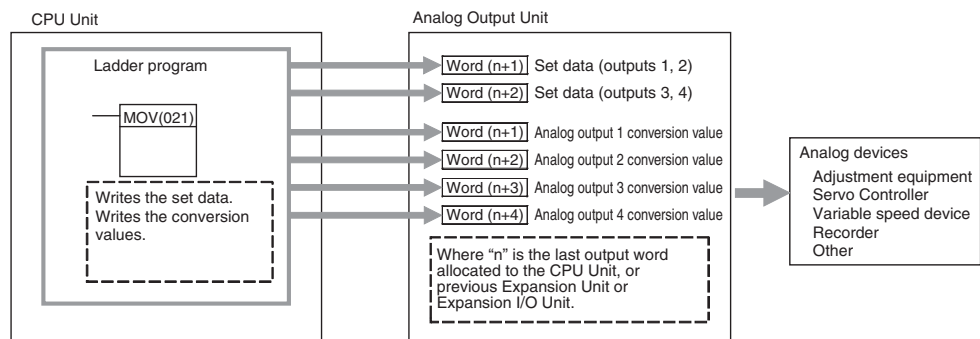 CPU Unit
Analog Output Unit
Ladder program
MOV(021)
Writes the set data.
Writes the conversion
values.
Word (n+1) Set data (outputs 1, 2)
Word (n+2) Set data (outputs 3, 4)
Word (n+1) Analog output 1 conversion value
Word (n+2) Analog output 2 conversion value
Word (n+3) Analog output 3 conversion value
Word (n+4) Analog output 4 conversion value
Where “n” is the last output word
allocated to the CPU Unit, or
previous Expansion Unit or
Expansion I/O Unit.
Analog devices
Adjustment equipment
Servo Controller
Variable speed device
Recorder
Other